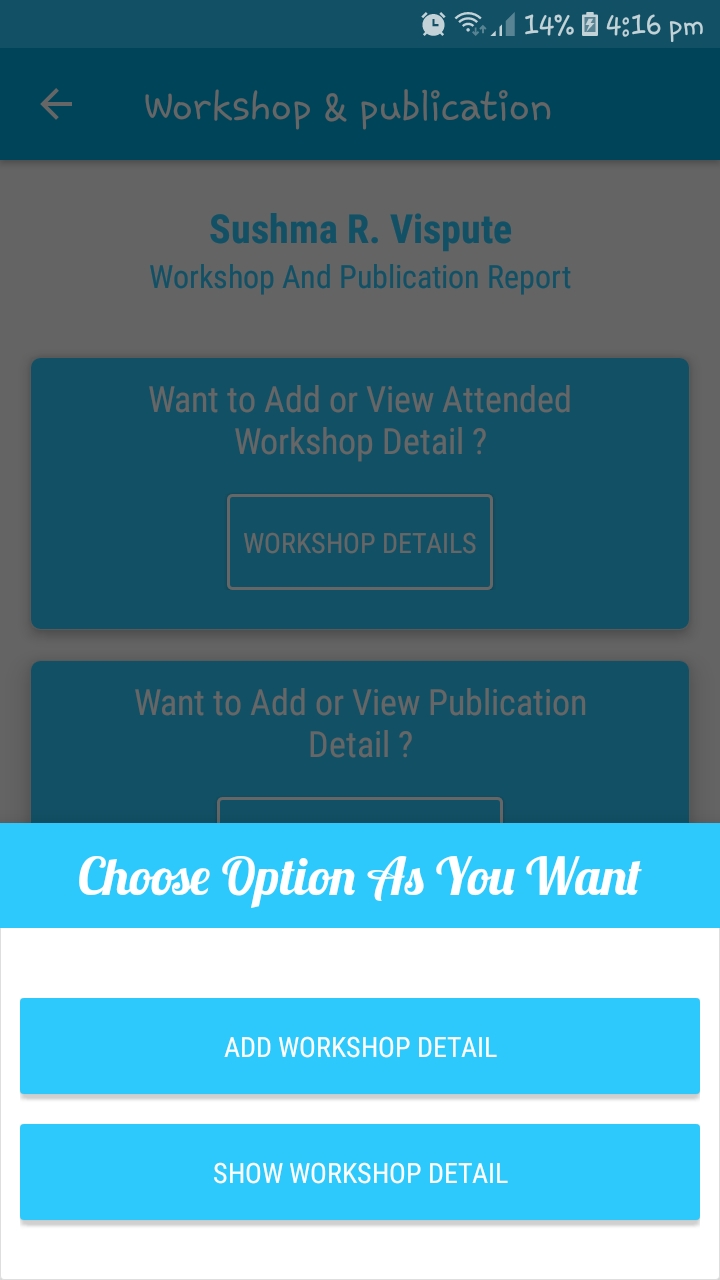 14% 4:16 pm
Workshop & publication
Sushma R. Vispute
Workshop And Publication Report
Want to Add or View Attended
Workshop Detail ?
WORKSHOP DETAILS
Want to Add or View Publication
Detail ?
Choose Option As You Want
ADD WORKSHOP DETAIL
SHOW WORKSHOP DETAIL